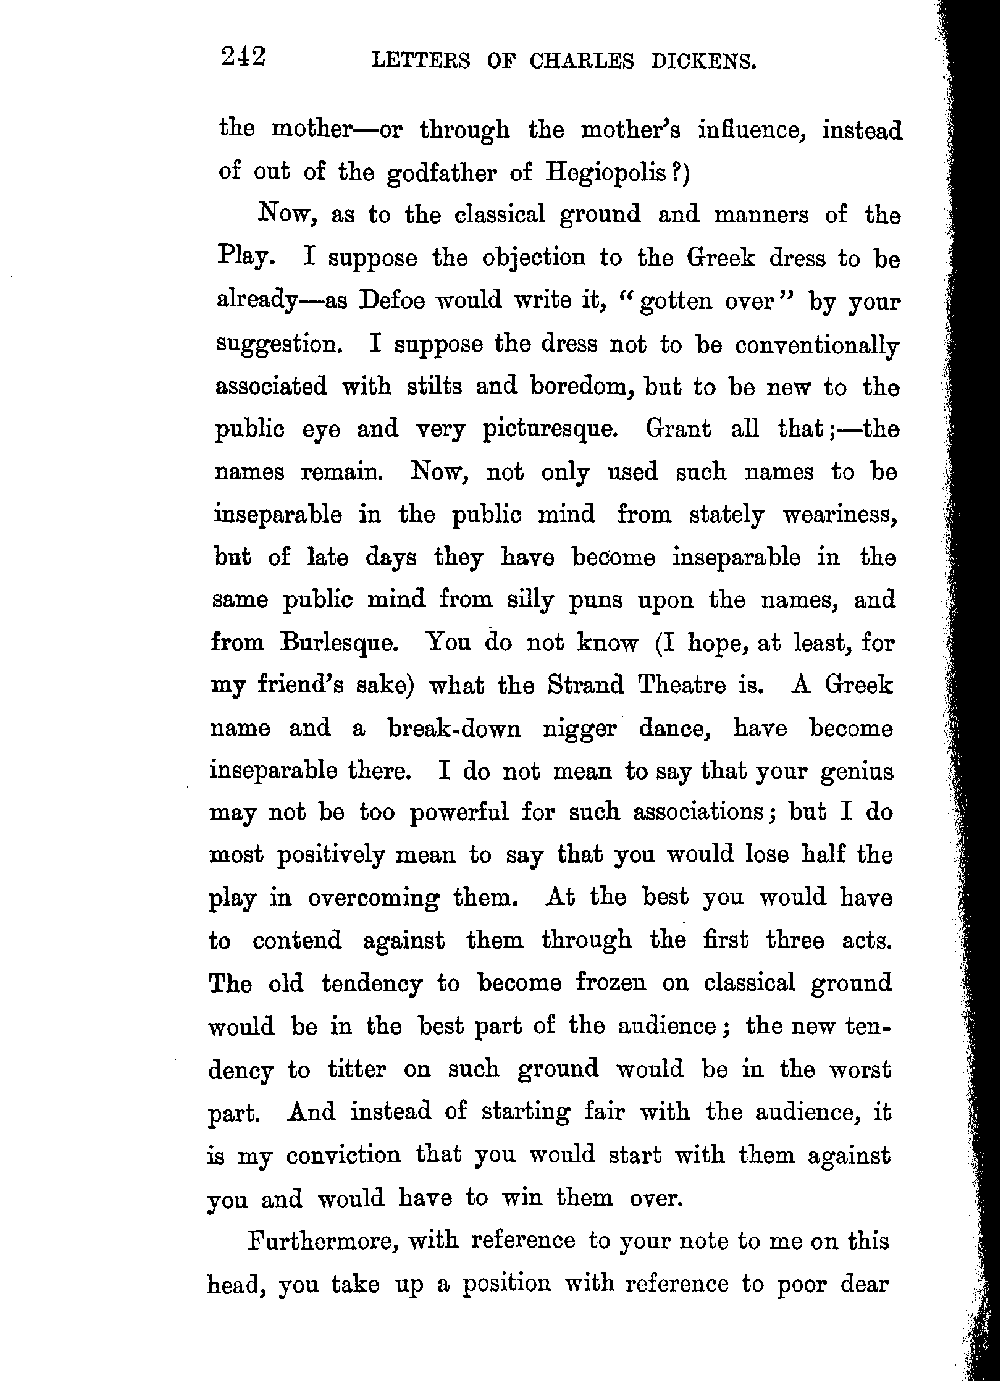 242 LETTERS OF CHARLES DICKENS.
the mother—or through the mother's influence, instead
of out of the godfather of Hegiopolis?)
Now, as to the classical ground and manners of the
Play. I suppose the objection to the Greek dress to be
already—as Defoe would write it, "gotten over" by your
suggestion. I suppose the dress not to be conventionally
associated with stilts and boredom, but to be new to the
public eye and very picturesque. Grant all that;—the
names remain. Now, not only used such names to be
inseparable in the public mind from stately weariness,
but of late days they have become inseparable in the
same public mind from silly puns upon the names, and
from Burlesque. You do not know (I hope, at least, for
my friend's sake) what the Strand Theatre is. A Greek
name and a break-down nigger dance, have become
inseparable there. I do not mean to say that your genius
may not be too powerful for such associations; but I do
most positively mean to say that you would lose half the
play in overcoming them. At the best you would have
to contend against them through the first three acts.
The old tendency to become frozen on classical ground
would be in the best part of the audience; the new ten-
dency to titter on such ground would be in the worst
part. And instead of starting fair with the audience, it
is my conviction that you would start with them against
you and would have to win them over.
Furthermore, with reference to your note to me on this
head, you take up a position with reference to poor dear